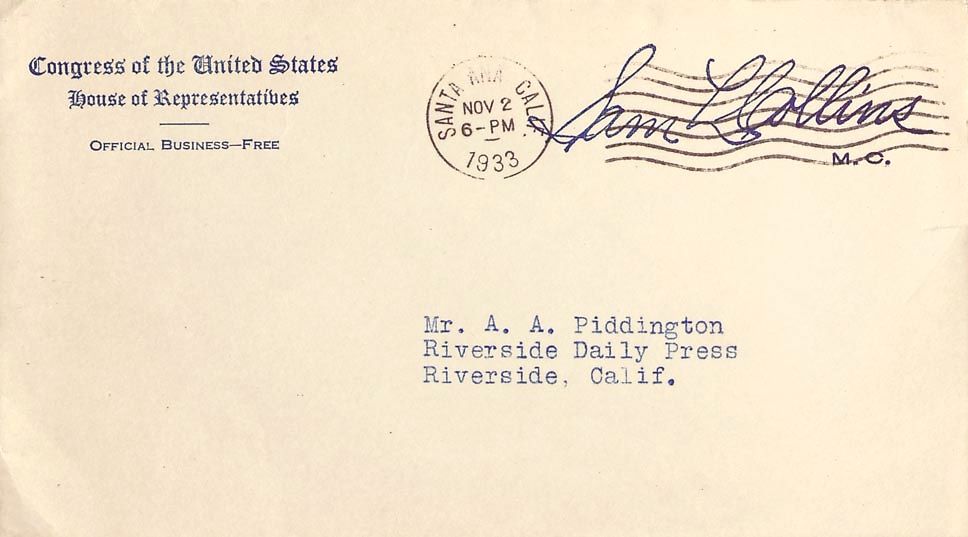 Congress of the United States
House of Representatives
Official Business—Free
SANTA ANA CALIF.
NOV 2
6-PM
1933
Sam L Collins
M. C.
Mr. A. A. Piddington
Riverside Daily Press
Riverside, Calif.